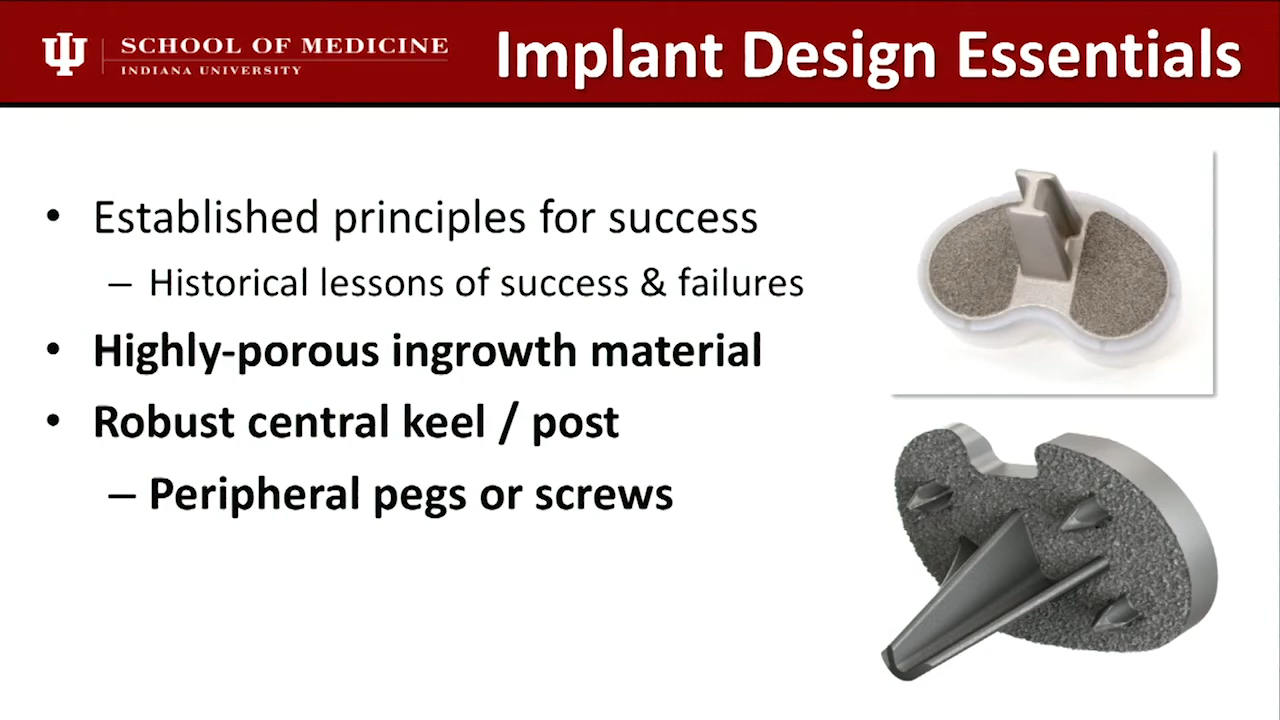 SCHOOL OF MEDICINE
INDIANA UNIVERSITY
Implant Design Essentials
• Established principles for success
– Historical lessons of success & failures
• Highly-porous ingrowth material
• Robust central keel / post
– Peripheral pegs or screws